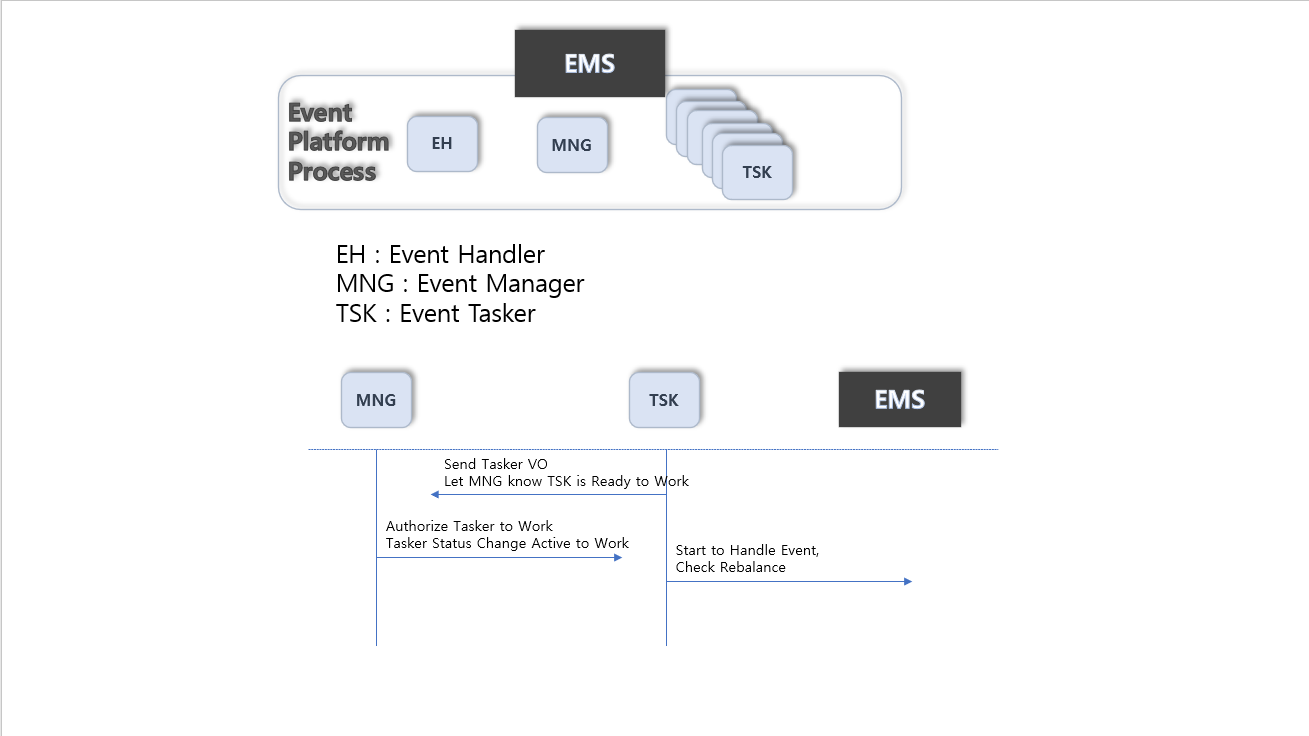 EMS
Event
Platform
Process
EH
MNG
TSK
EH : Event Handler
MNG : Event Manager
TSK : Event Tasker
MNG
TSK
EMS
Send Tasker VO
Let MNG know TSK is Ready to Work
Authorize Tasker to Work
Tasker Status Change Active to Work
Start to Handle Event,
Check Rebalance